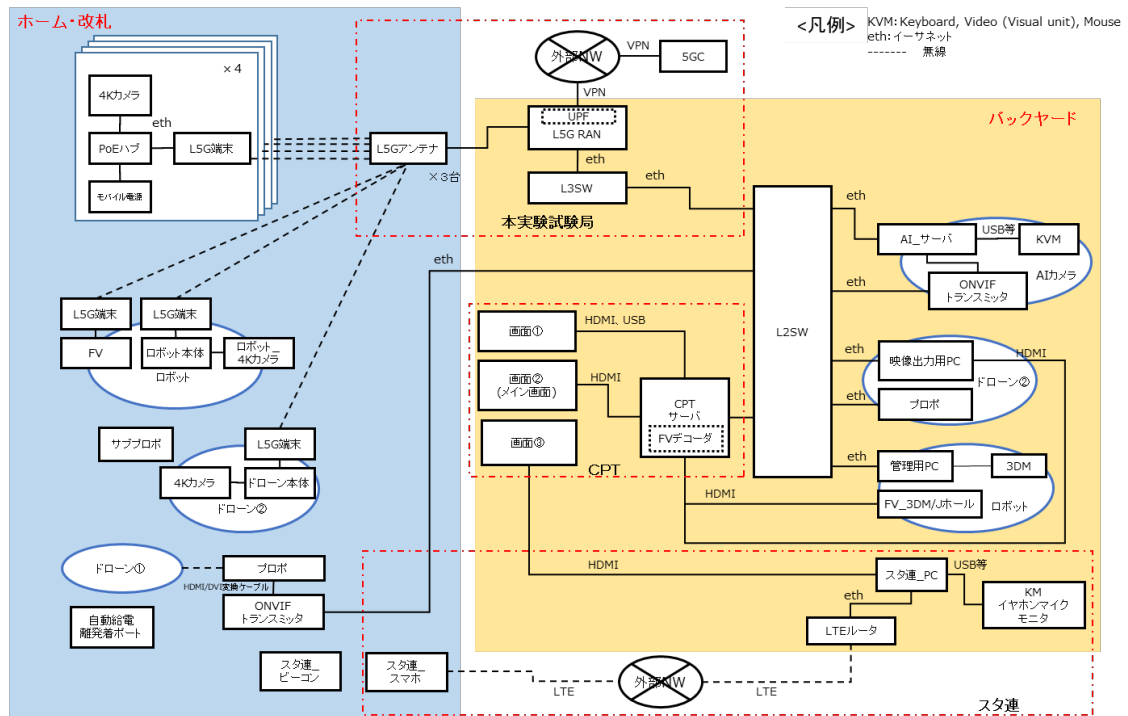 ホーム・改札
×4
4Kカメラ
eth
PoEハブ
L5G端末
モバイル電源
L5Gアンテナ
×3台
外部NW
VPN
5GC
VPN
UPF
L5G RAN
eth
L3SW
eth
本実験試験局
<凡例>
KVM:Keyboard, Video (Visual unit), Mouse
eth:イーサネット
------- 無線
バックヤード
eth
L2SW
eth
AI_サーバ
USB等
KVM
AIカメラ
eth
ONVIF
トランスミッタ
L5G端末
L5G端末
FV
ロボット本体
ロボット_
4Kカメラ
ロボット
画面①
HDMI、USB
画面②
(メイン画面)
HDMI
画面③
CPT
サーバ
FVデコーダ
CPT
HDMI
eth
映像出力用PC
HDMI
ドローン②
eth
プロポ
eth
管理用PC
3DM
FV_3DM/Jホール
ロボット
サブプロポ
L5G端末
4Kカメラ
ドローン本体
ドローン②
ドローン①
プロポ
HDMI/DVI変換ケーブル
ONVIF
トランスミッタ
自動給電
離発着ポート
スタ連_
ビーコン
スタ連_
スマホ
LTE
外部NW
LTE
HDMI
スタ連_PC
USB等
eth
KM
イヤホンマイク
モニタ
LTEルータ
スタ連